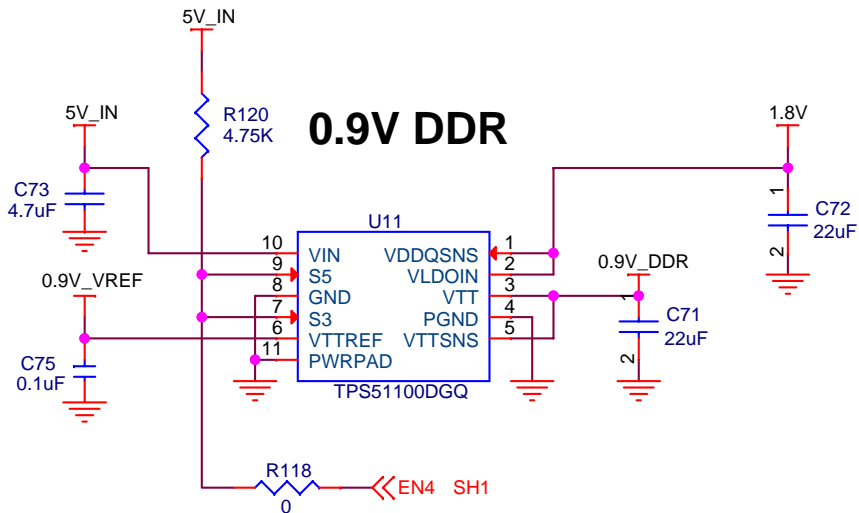 5V_IN
R120
4.75K
0.9V DDR
5V_IN
1.8V
C73
4.7uF
1
C72
22uF
2
U11
10 VIN
9 S5
8 GND
7 S3
6 VTTREF
11 PWRPAD
VDDQSNS 1
VLDOIN 2
VTT 3
PGND 4
VTTSNS 5
TPS51100DGQ
0.9V_VREF
C75
0.1uF
0.9V_DDR
1
C71
22uF
2
R118
0
EN4 SH1